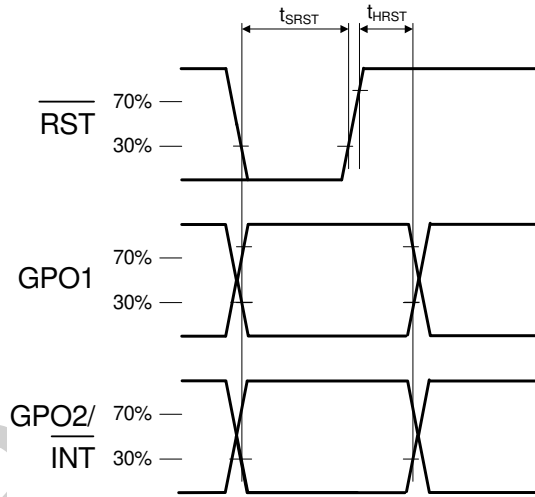 tSRST
tHRST
RST
70%
30%
GPO1
70%
30%
GPO2/
INT
70%
30%